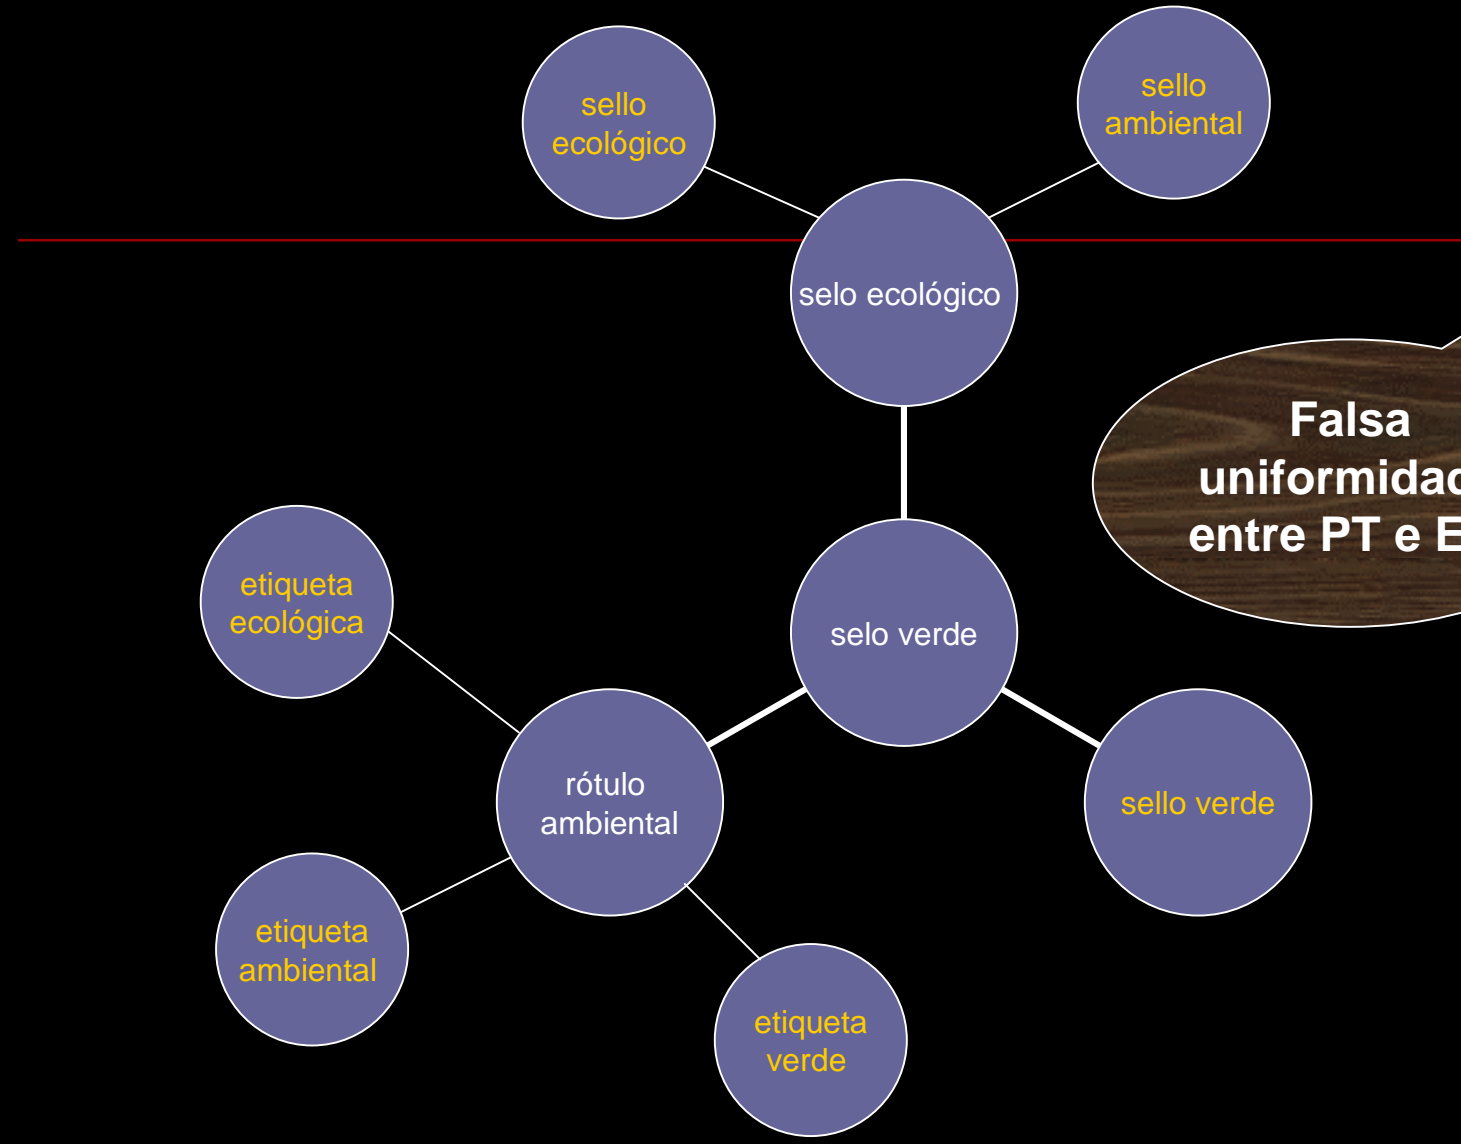 sello
ecológico
sello
ambiental
selo ecológico
Falsa
entre PT e
etiqueta
ecológica
selo verde
rótulo
ambiental
sello verde
etiqueta
ambiental
etiqueta
verde